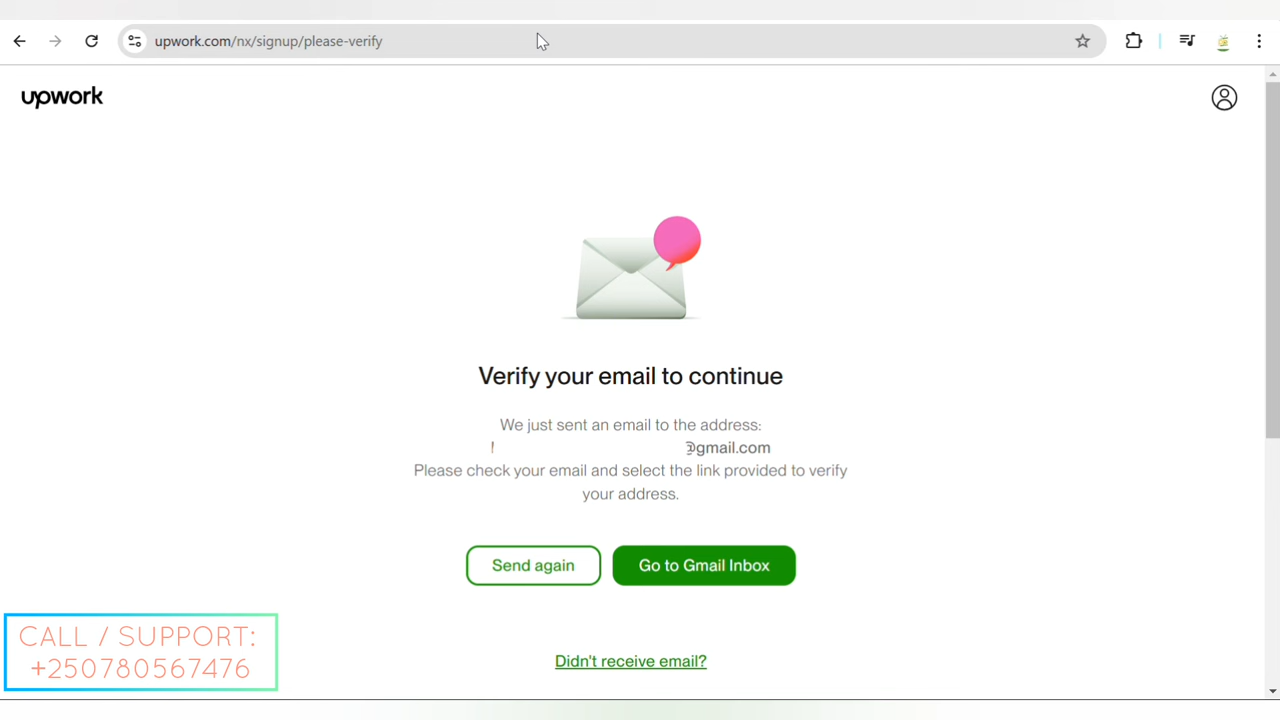 upwork.com/nx/signup/please-verify
upwork
Verify your email to continue
We just sent an email to the address:
@gmail.com
Please check your email and select the link provided to verify
your address.
Send again
Go to Gmail Inbox
Didn't receive email?
CALL / SUPPORT:
+250780567476